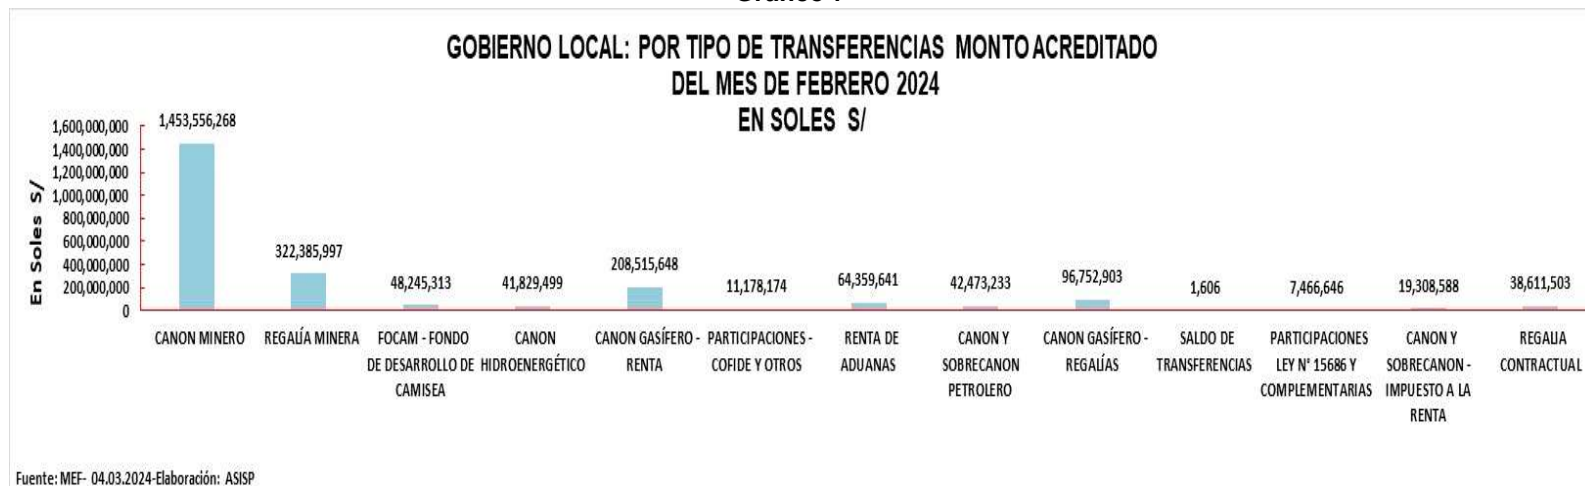 GOBIERNO LOCAL: POR TIPO DE TRANSFERENCIAS MONTO ACREDITADO
DEL MES DE FEBRERO 2024
EN SOLES S/
En Soles S/
1,600,000,000
1,400,000,000
1,200,000,000
1,000,000,000
800,000,000
600,000,000
400,000,000
200,000,000
0
1,453,556,268
322,385,997
48,245,313
41,829,499
208,515,648
11,178,174
64,359,641
42,473,233
96,752,903
1,606
7,466,646
19,308,588
38,611,503
CANON MINERO
REGALÍA MINERA
FOCAM - FONDO
DE DESARROLLO DE
CAMISEA
CANON
HIDROENERGÉTICO
CANON GASÍFERO -
RENTA
PARTICIPACIONES -
COFIDE Y OTROS
RENTA DE
ADUANAS
CANON Y
SOBRECANON
PETROLERO
CANON GASÍFERO -
REGALÍAS
SALDO DE
TRANSFERENCIAS
PARTICIPACIONES
LEY N° 15686 Y
COMPLEMENTARIAS
CANON Y
SOBRECANON -
IMPUESTO A LA
RENTA
REGALIA
CONTRACTUAL
Fuente: MEF- 04.03.2024-Elaboración: ASISP